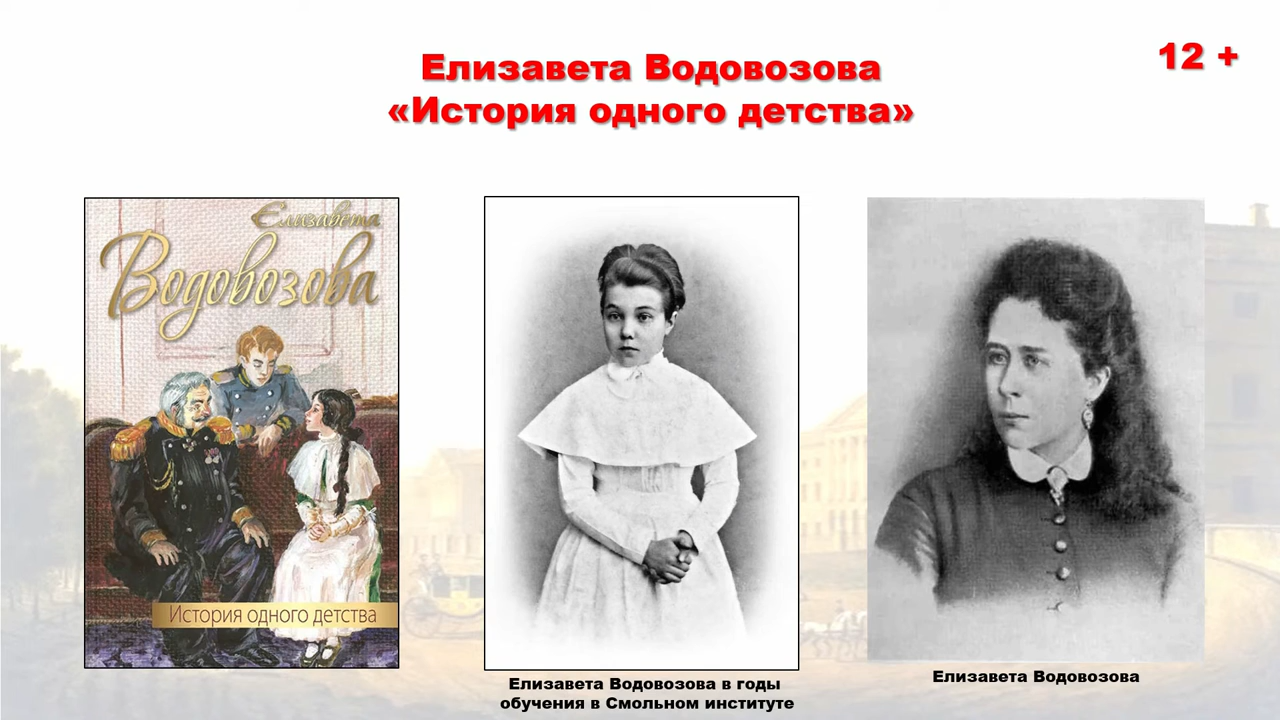 Елизавета Водовозова
«История одного детства»
12 +
Елизавета
Водовозова
История одного детства
Елизавета Водовозова в годы
обучения в Смольном институте
Елизавета Водовозова